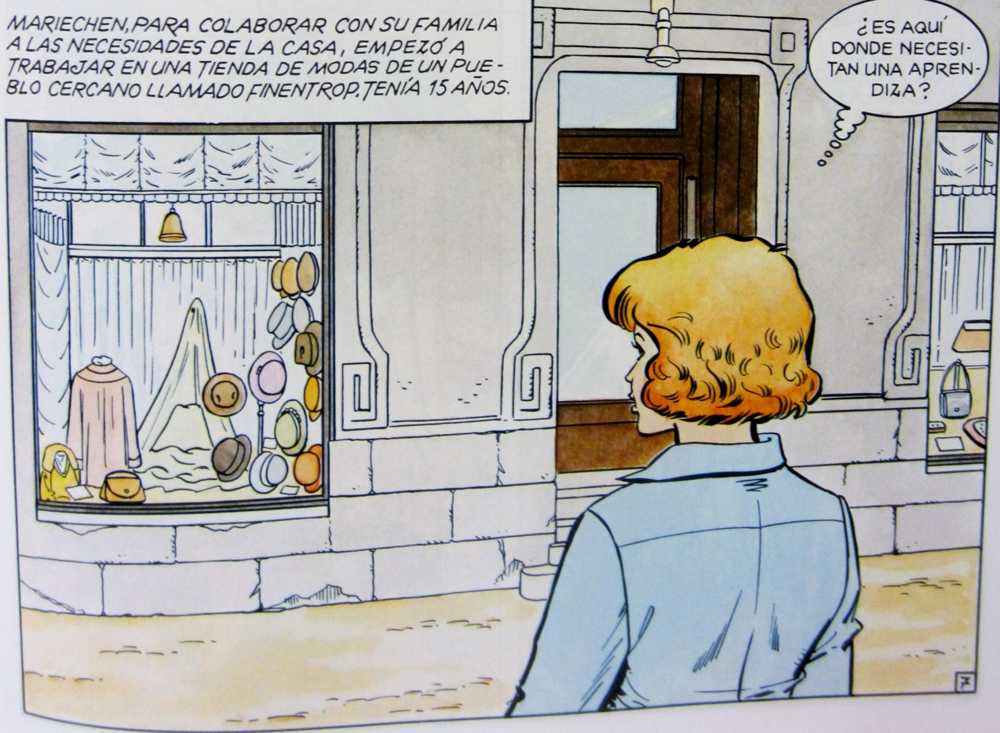 MARIECHEN, PARA COLABORAR CON SU FAMILIA
A LAS NECESIDADES DE LA CASA, EMPEZÓ A
TRABAJAR EN UNA TIENDA DE MODAS DE UN PUE-
BLO CERCANO LLAMADO FINENTROP. TENÍA 15 AÑOS.
¿ES AQUÍ
DONDE NECESI-
TAN UNA APREN-
DIZA?